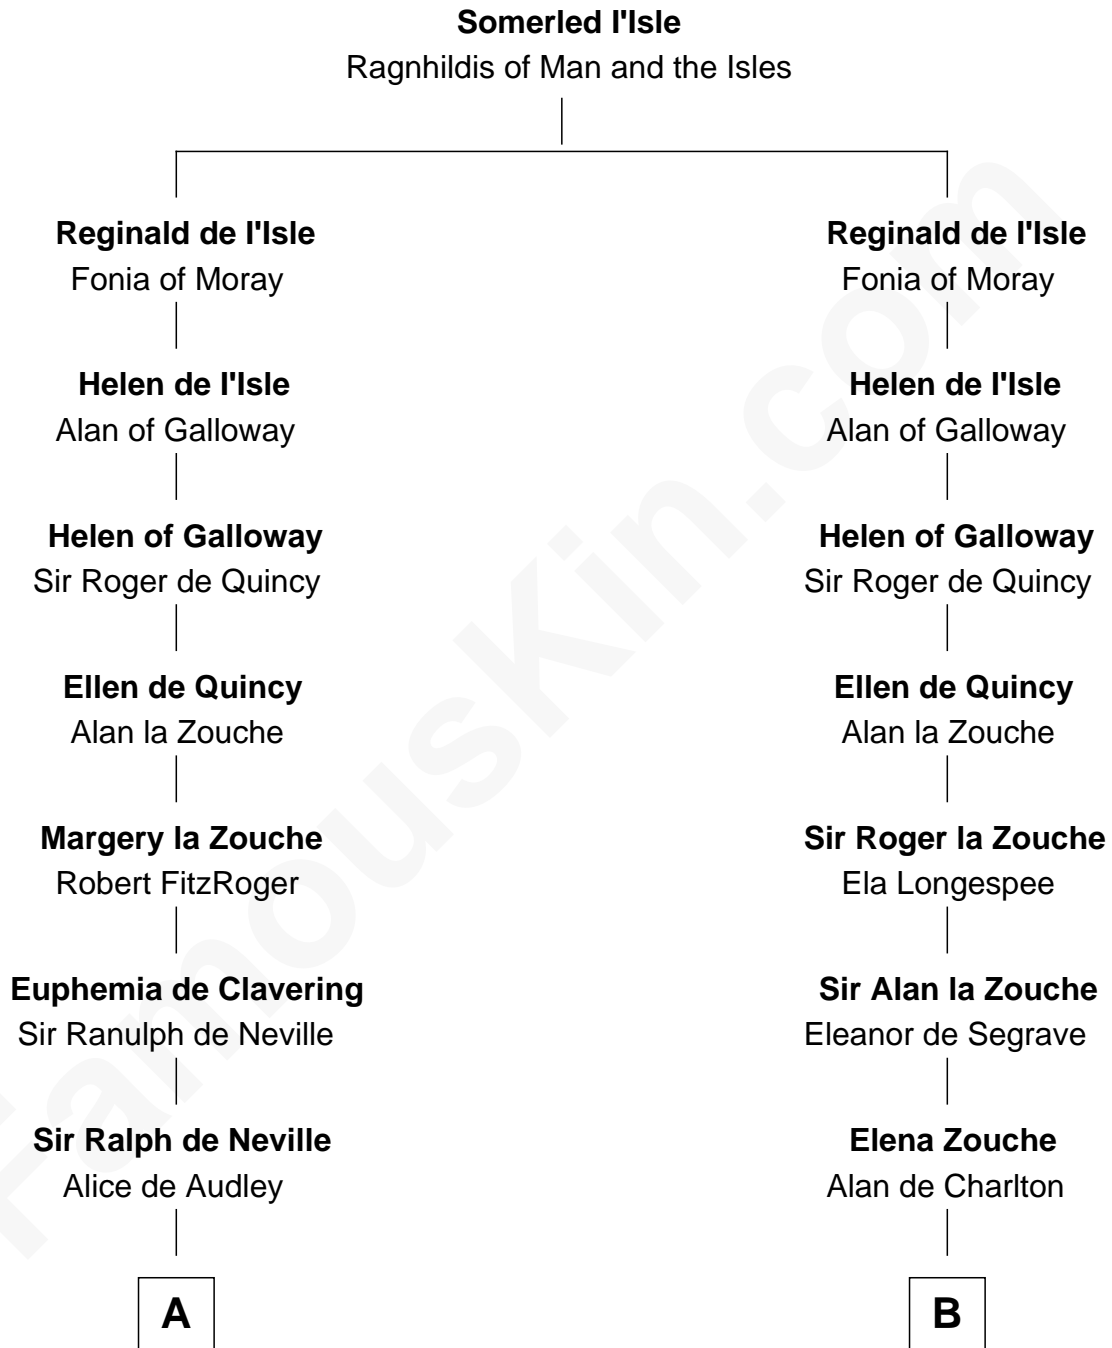 Somerled I'Isle
Ragnhildis of Man and the Isles
Reginald de I'Isle
Fonia of Moray
Reginald de I'Isle
Fonia of Moray
Helen de I'Isle
Alan of Galloway
Helen de I'Isle
Alan of Galloway
Helen of Galloway
Sir Roger de Quincy
Helen of Galloway
Sir Roger de Quincy
Ellen de Quincy
Alan la Zouche
Ellen de Quincy
Alan la Zouche
Margery la Zouche
Robert FitzRoger
Sir Roger la Zouche
Ela Longespee
Euphemia de Clavering
Sir Ranulph de Neville
Sir Alan la Zouche
Eleanor de Segrave
Sir Ralph de Neville
Alice de Audley
Elena Zouche
Alan de Charlton
A
B
FamousKin.com